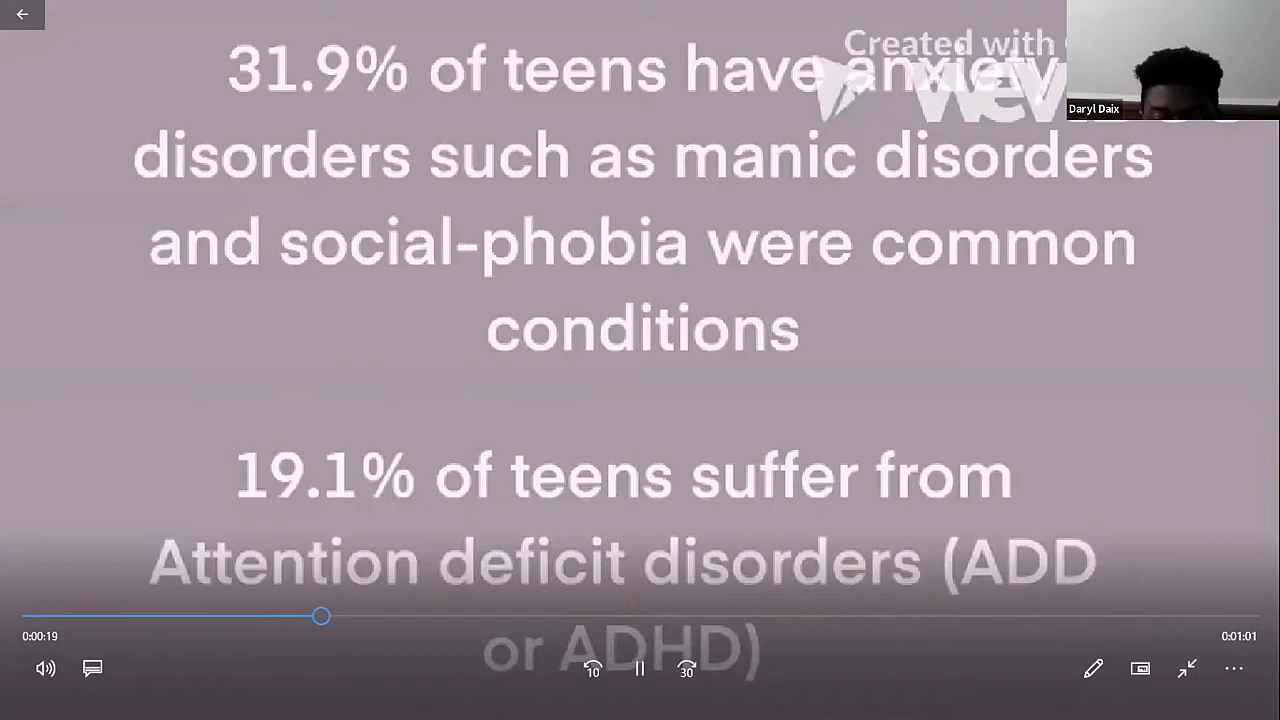 Created with
31.9% of teens have anxiety
Daryl Daix
disorders such as manic disorders
and social-phobia were common
conditions
19.1% of teens suffer from
Attention deficit disorders (ADD
or ADHD)
0:00:19
0:01:01
10
30